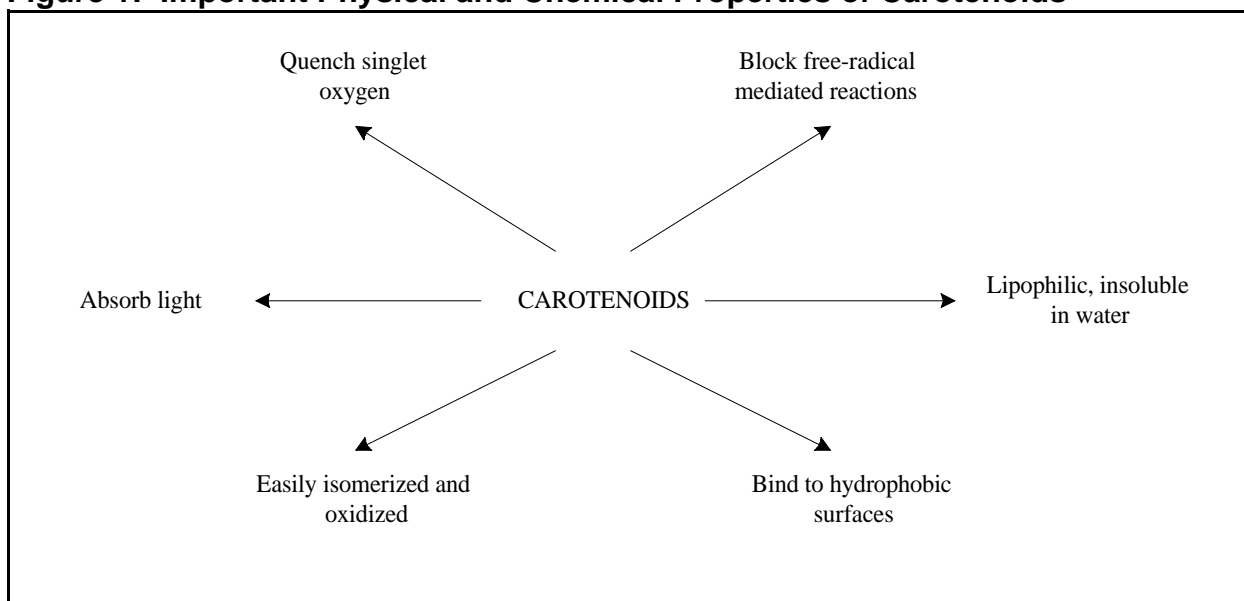 Figure 1. Important Physical and Chemical Properties of Carotenoids
Quench singlet
oxygen
Block free-radical
mediated reactions
Absorb light
CAROTENOIDS
Lipophilic, insoluble
in water
Easily isomerized and
oxidized
Bind to hydrophobic
surfaces